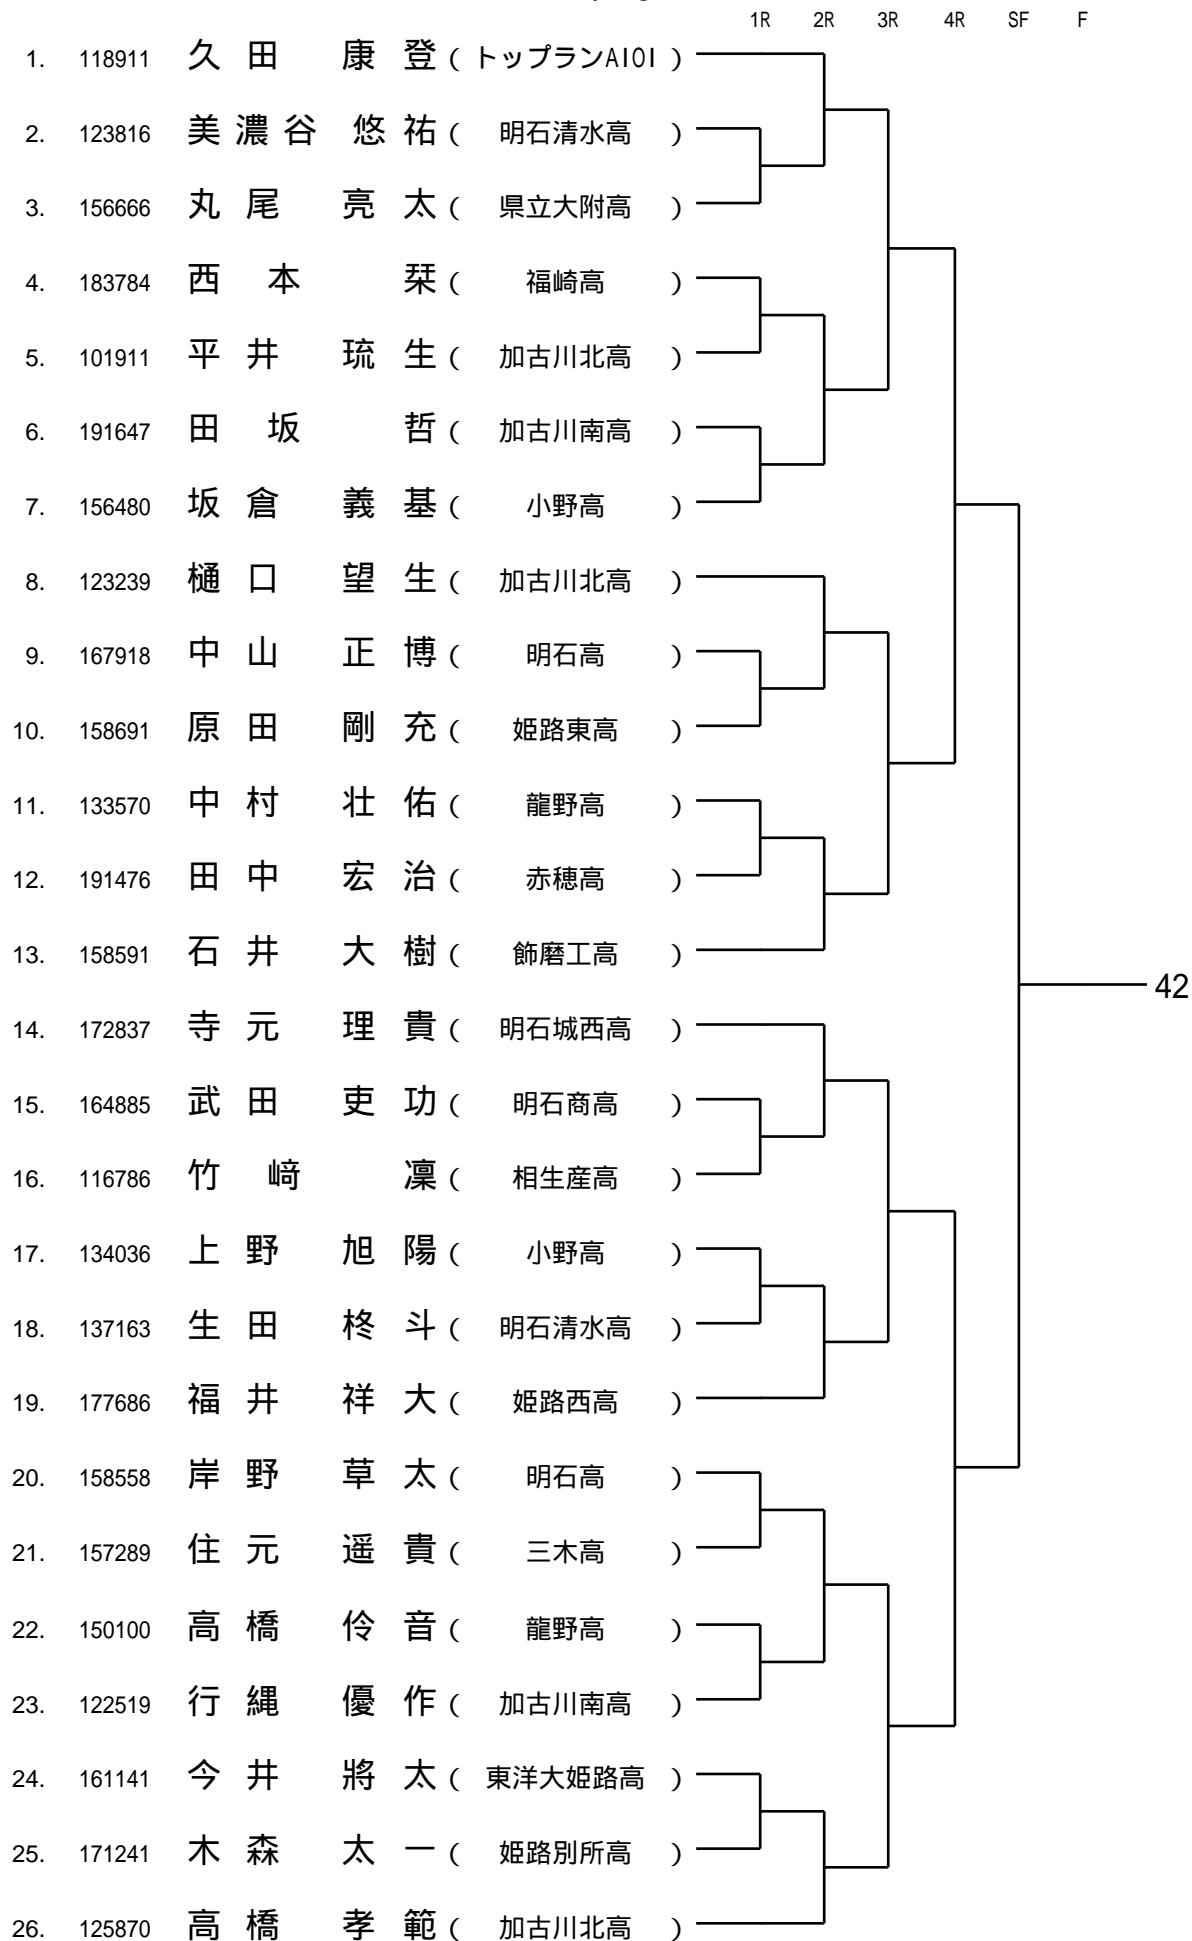 1R 2R 3R 4R SF F
1. 118911 久田 康登 ( トップランAIOI )
2. 123816 美濃谷 悠祐 ( 明石清水高 )
3. 156666 丸尾 亮太 ( 県立大附高 )
4. 183784 西本 栞 ( 福崎高 )
5. 101911 平井 琉生 ( 加古川北高 )
6. 191647 田坂 哲 ( 加古川南高 )
7. 156480 坂倉 義基 ( 小野高 )
8. 123239 樋口 望生 ( 加古川北高 )
9. 167918 中山 正博 ( 明石高 )
10. 158691 原田 剛充 ( 姫路東高 )
11. 133570 中村 壮佑 ( 龍野高 )
12. 191476 田中 宏治 ( 赤穂高 )
13. 158591 石井 大樹 ( 飾磨工高 )
42
14. 172837 寺元 理貴 ( 明石城西高 )
15. 164885 武田 吏功 ( 明石商高 )
16. 116786 竹﨑 凜 ( 相生産高 )
17. 134036 上野 旭陽 ( 小野高 )
18. 137163 生田 柊斗 ( 明石清水高 )
19. 177686 福井 祥大 ( 姫路西高 )
20. 158558 岸野 草太 ( 明石高 )
21. 157289 住元 遥貴 ( 三木高 )
22. 150100 高橋 伶音 ( 龍野高 )
23. 122519 行縄 優作 ( 加古川南高 )
24. 161141 今井 將太 ( 東洋大姫路高 )
25. 171241 木森 太一 ( 姫路別所高 )
26. 125870 高橋 孝範 ( 加古川北高 )